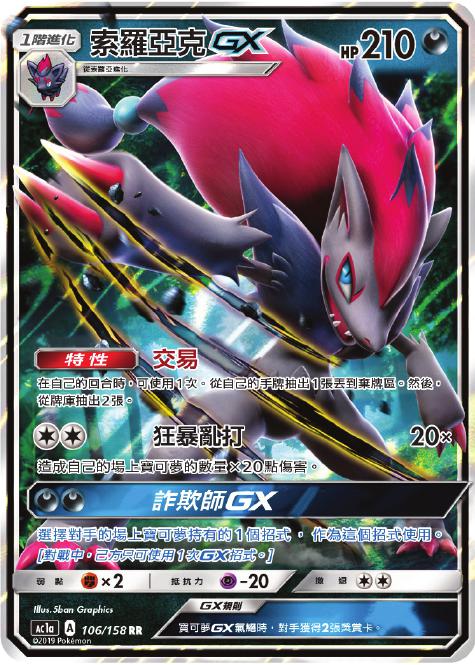 1階進化 索羅亞克GX HP210
從索羅亞進化
特性 交易
在自己的回合時,可使用1次。從自己的手牌抽出1張丟到棄牌區。然後,
從牌庫抽出2張。
狂暴亂打 20×
造成自己的場上寶可夢的數量×20點傷害。
詐欺師GX
選擇對手的場上寶可夢持有的1個招式,作為這個招式使用。
[對戰中,己方只可使用1次GX招式。]
弱點 ×2 抵抗力 -20 撤退
Illus. 5ban Graphics GX規則
AC1a A 106/158 RR 寶可夢GX氣絕時,對手獲得2張獎賞卡。
©2019 Pokémon